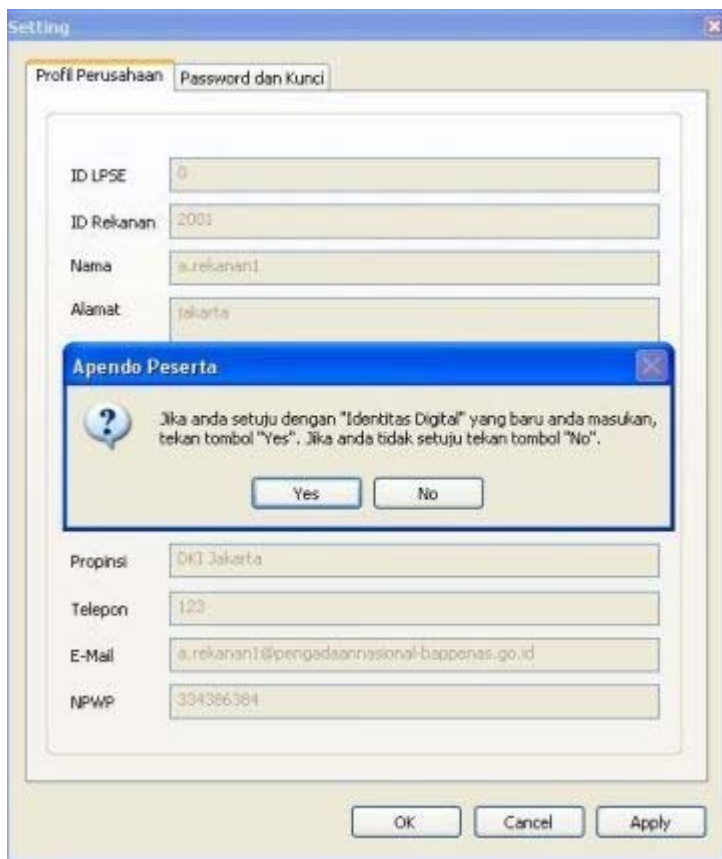 Setting
Profil Perusahaan Password dan Kunci
ID LPSE 0
ID Rekanan 2001
Nama a.rekanan1
Alamat jakarta
Apendo Peserta
Jika anda setuju dengan "Identitas Digital" yang baru anda masukan,
tekan tombol "Yes". Jika anda tidak setuju tekan tombol "No".
Yes No
Propinsi DKI Jakarta
Telepon 123
E-Mail a.rekanan1@pengadaannasional-bappenas.go.id
NPWP 334386384
OK Cancel Apply